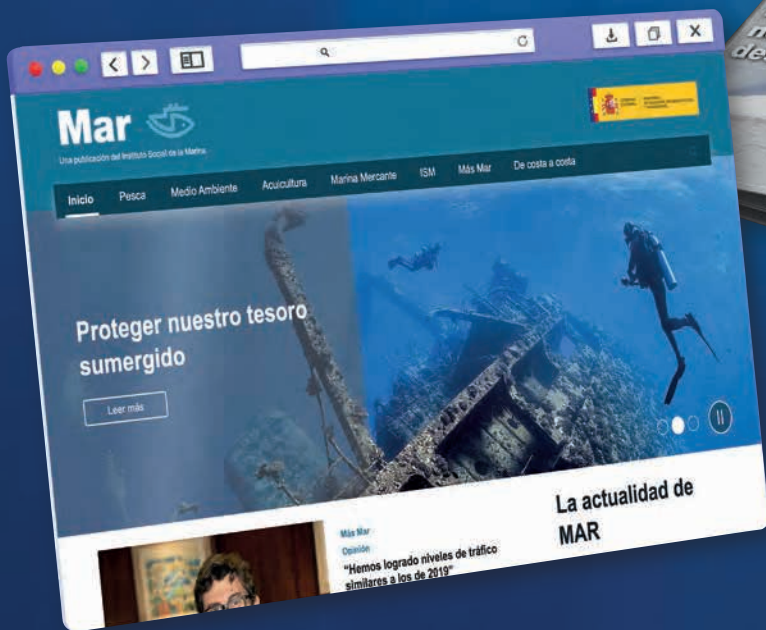 Mar
Una publicación del Instituto Social de la Marina.
Inicio Pesca Medio Ambiente Acuicultura Marina Mercante ISM Más Mar De costa a costa
Proteger nuestro tesoro
sumergido
Leer más
Más Mar
Opinión
“Hemos logrado niveles de tráfico
similares a los de 2019”
La actualidad de
MAR